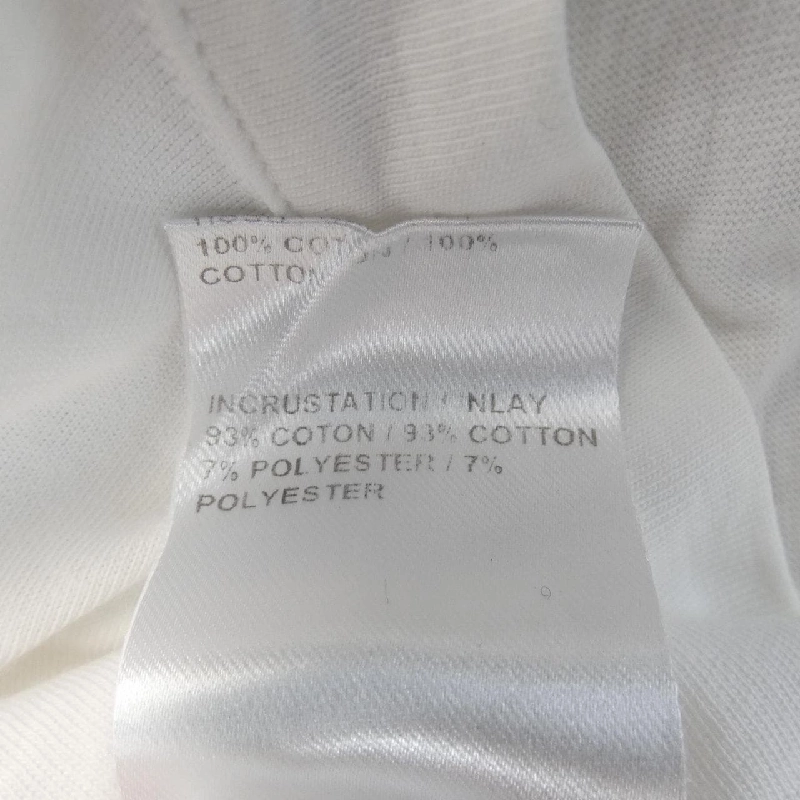 100% COTON / 100%
COTTON
INCRUSTATION / INLAY
93% COTON / 93% COTTON
7% POLYESTER / 7%
POLYESTER